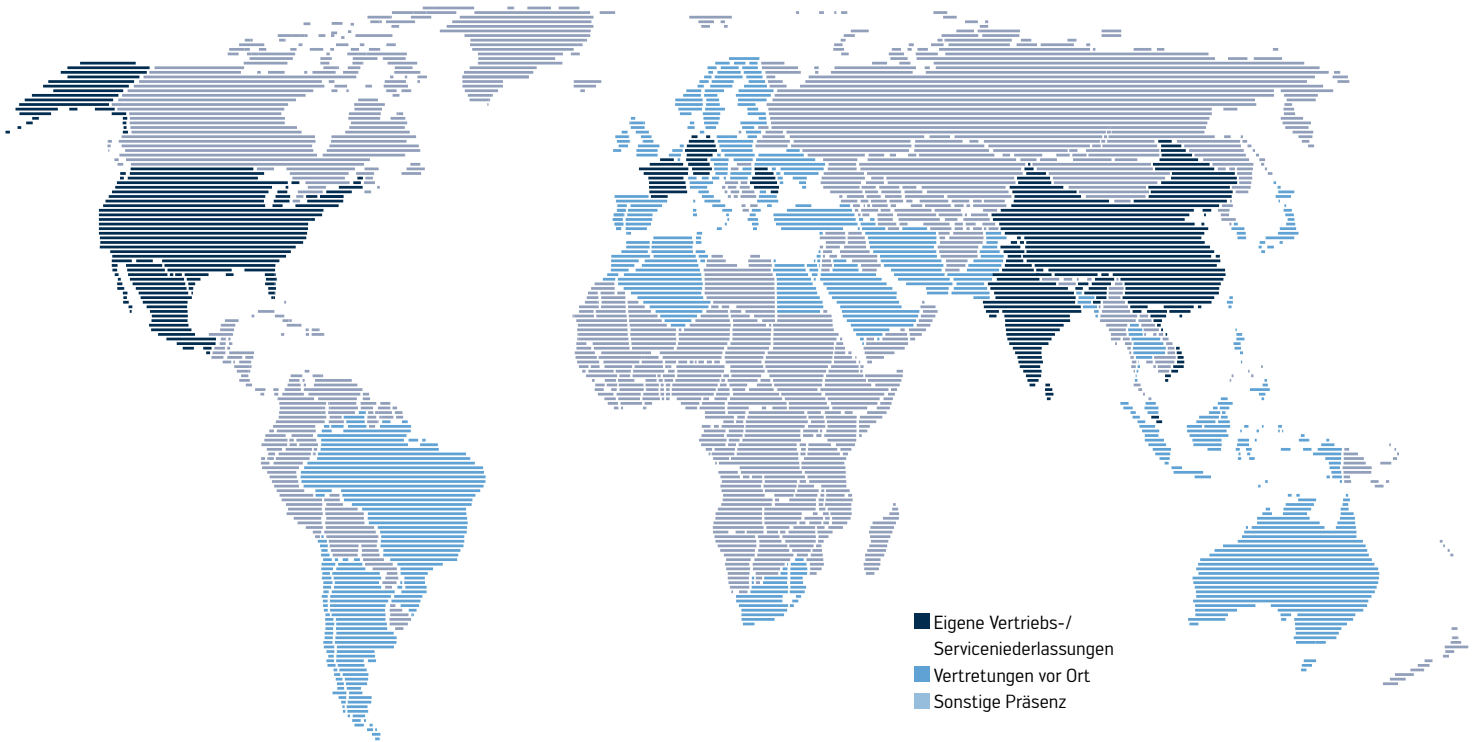 Eigene Vertriebs-/
Serviceniederlassungen
Vertretungen vor Ort
Sonstige Präsenz